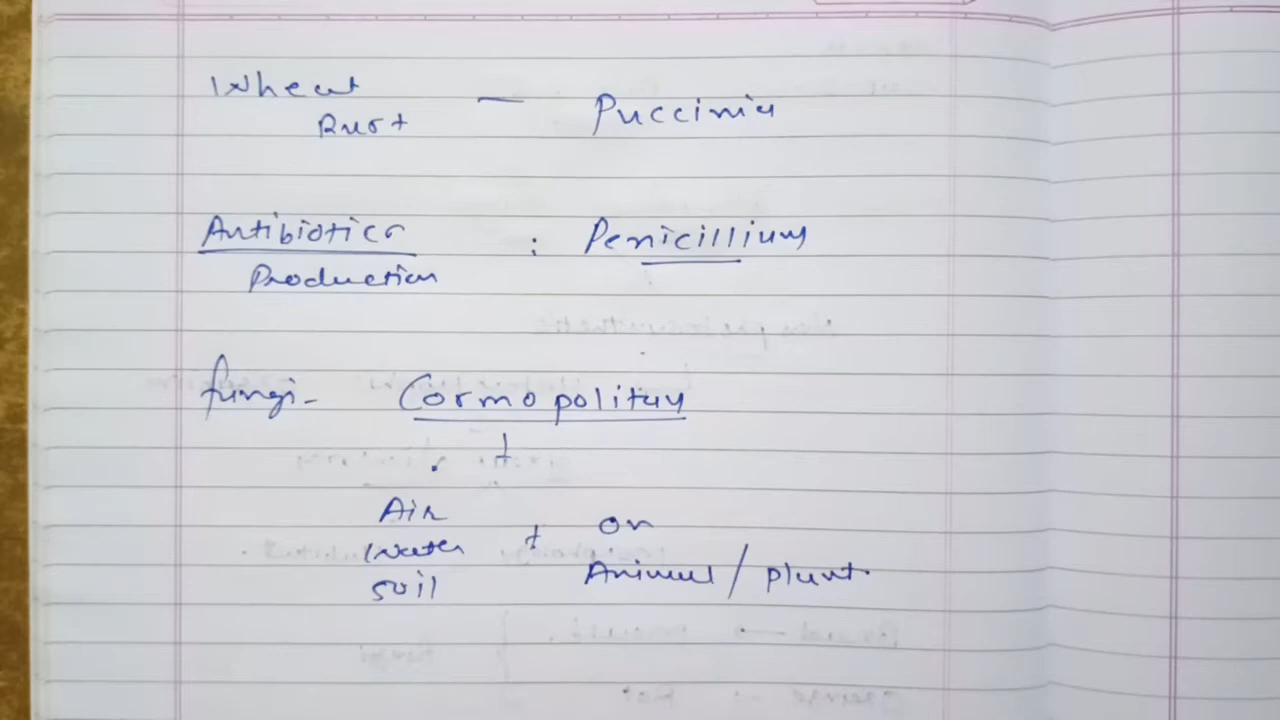 Wheat
Rust — Puccinia
Antibiotics : Penicillium
Production
fungi - Cosmopolitan
Air
Water + on
soil Animal / plant